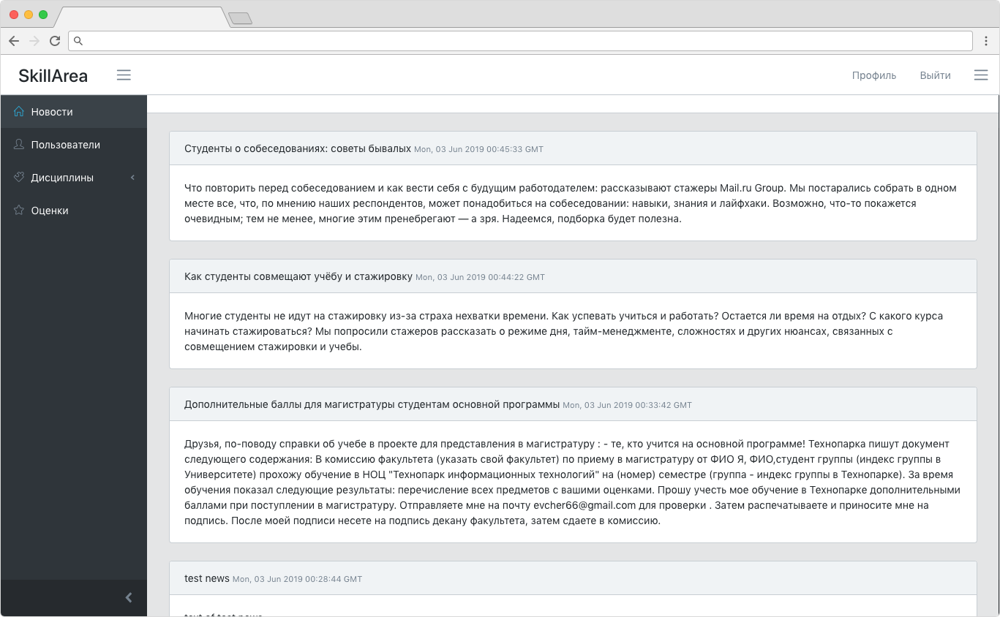 SkillArea
Профиль Выйти
Новости
Пользователи
Дисциплины
Оценки
Студенты о собеседованиях: советы бывалых Mon, 03 Jun 2019 00:45:33 GMT
Что повторить перед собеседованием и как вести себя с будущим работодателем: рассказывают стажеры Mail.ru Group. Мы постарались собрать в одном
месте все, что, по мнению наших респондентов, может понадобиться на собеседовании: навыки, знания и лайфхаки. Возможно, что-то покажется
очевидным; тем не менее, многие этим пренебрегают — а зря. Надеемся, подборка будет полезна.
Как студенты совмещают учёбу и стажировку Mon, 03 Jun 2019 00:44:22 GMT
Многие студенты не идут на стажировку из-за страха нехватки времени. Как успевать учиться и работать? Остается ли время на отдых? С какого курса
начинать стажироваться? Мы попросили стажеров рассказать о режиме дня, тайм-менеджменте, сложностях и других нюансах, связанных с
совмещением стажировки и учебы.
Дополнительные баллы для магистратуры студентам основной программы Mon, 03 Jun 2019 00:33:42 GMT
Друзья, по-поводу справки об учебе в проекте для представления в магистратуру : - те, кто учится на основной программе! Технопарка пишут документ
следующего содержания: В комиссию факультета (указать свой факультет) по приему в магистратуру от ФИО Я, ФИО,студент группы (индекс группы в
Университете) прохожу обучение в НОЦ "Технопарк информационных технологий" на (номер) семестре (группа - индекс группы в Технопарке). За время
обучения показал следующие результаты: перечисление всех предметов с вашими оценками. Прошу учесть мое обучение в Технопарке дополнительными
баллами при поступлении в магистратуру. Отправляете мне на почту evcher66@gmail.com для проверки . Затем распечатываете и приносите мне на
подпись. После моей подписи несете на подпись декану факультета, затем сдаете в комиссию.
test news Mon, 03 Jun 2019 00:28:44 GMT
text of test news